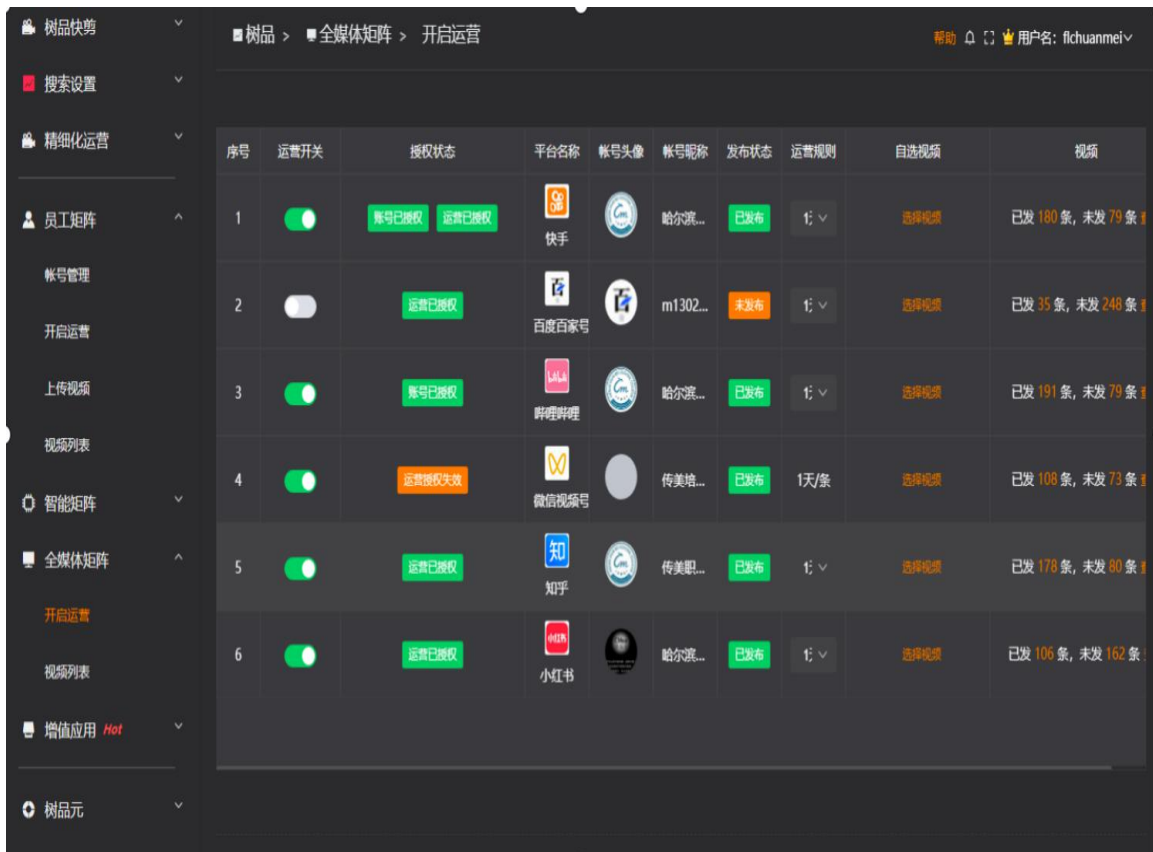 树品快剪
搜索设置
精细化运营
员工矩阵
帐号管理
开启运营
上传视频
视频列表
智能矩阵
全媒体矩阵
开启运营
视频列表
增值应用 Hot
树品元
树品 > 全媒体矩阵 > 开启运营
帮助 用户名: flchuanmei
序号 运营开关 授权状态 平台名称 帐号头像 帐号昵称 发布状态 运营规则 自选视频 视频
1 账号已授权 运营已授权 快手 哈尔滨... 已发布 选择视频 已发 180 条, 未发 79 条
2 运营已授权 百度百家号 m1302... 未发布 选择视频 已发 35 条, 未发 248 条
3 账号已授权 哔哩哔哩 哈尔滨... 已发布 选择视频 已发 191 条, 未发 79 条
4 运营授权失效 微信视频号 传美培... 已发布 1天/条 选择视频 已发 108 条, 未发 73 条
5 运营已授权 知 知乎 传美职... 已发布 选择视频 已发 178 条, 未发 80 条
6 运营已授权 小红书 小红书 哈尔滨... 已发布 选择视频 已发 106 条, 未发 162 条